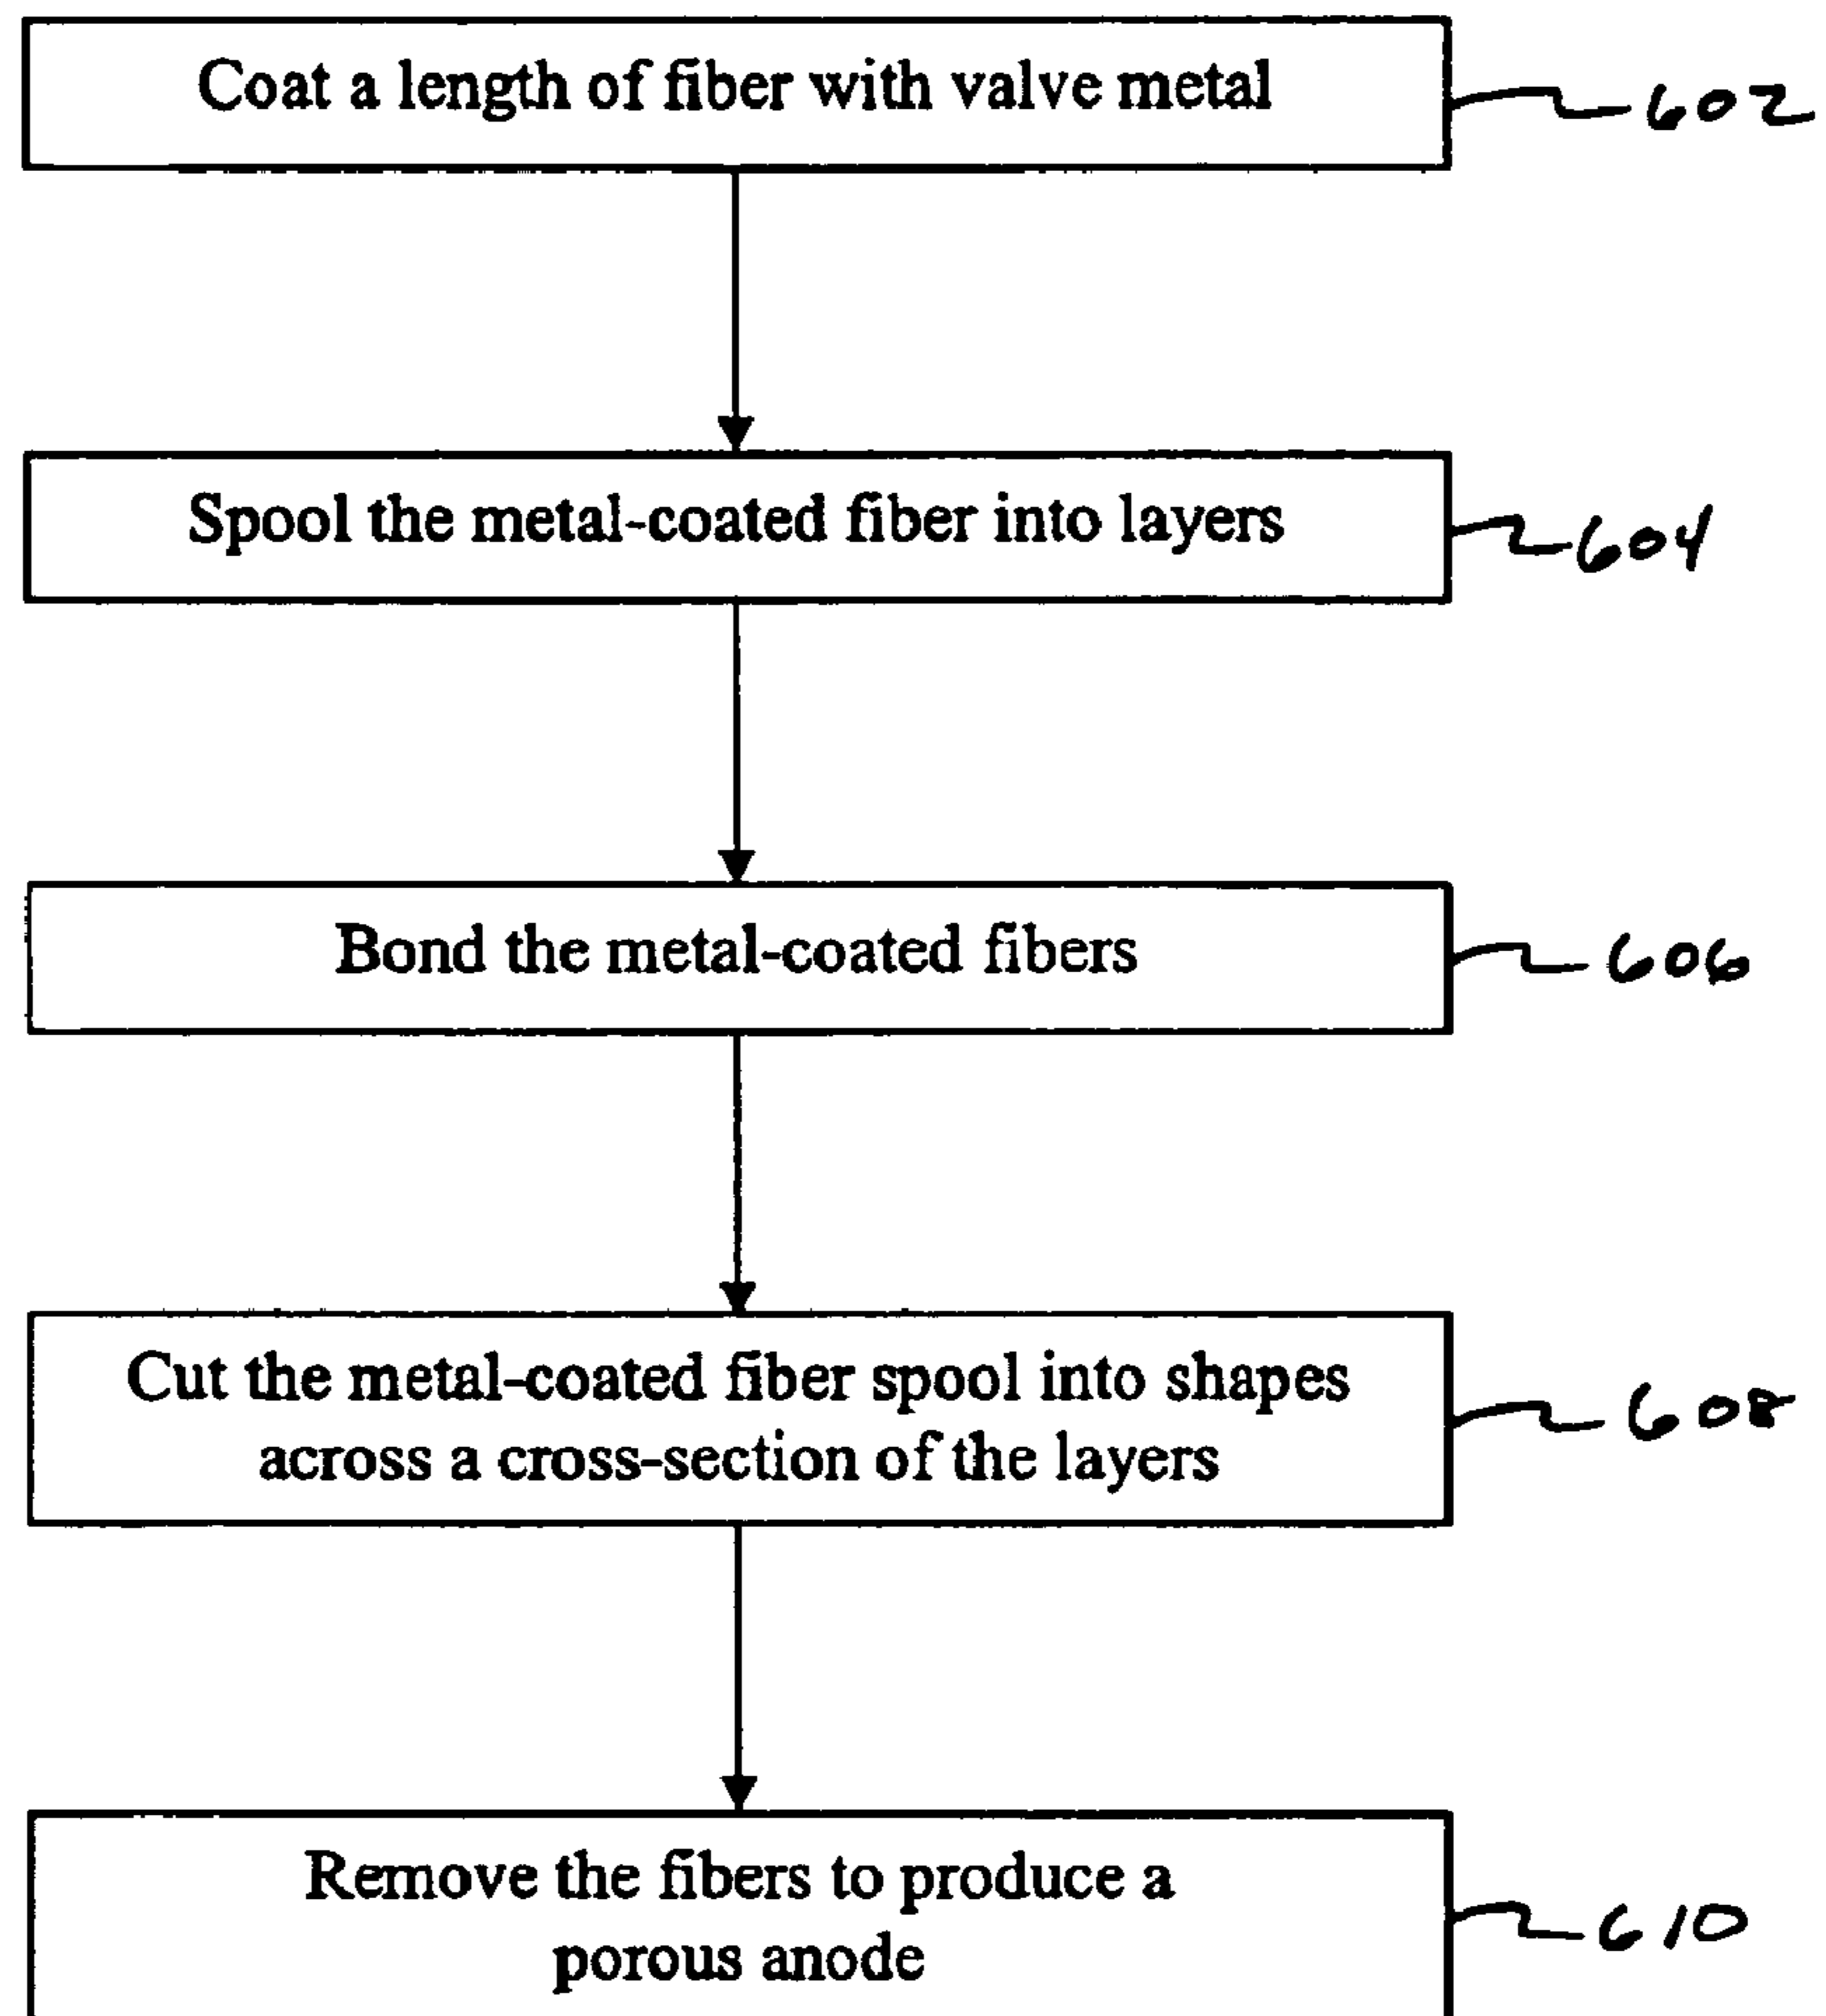 Coat a length of fiber with valve metal
602
Spool the metal-coated fiber into layers
604
Bond the metal-coated fibers
606
Cut the metal-coated fiber spool into shapes
across a cross-section of the layers
608
Remove the fibers to produce a
porous anode
610